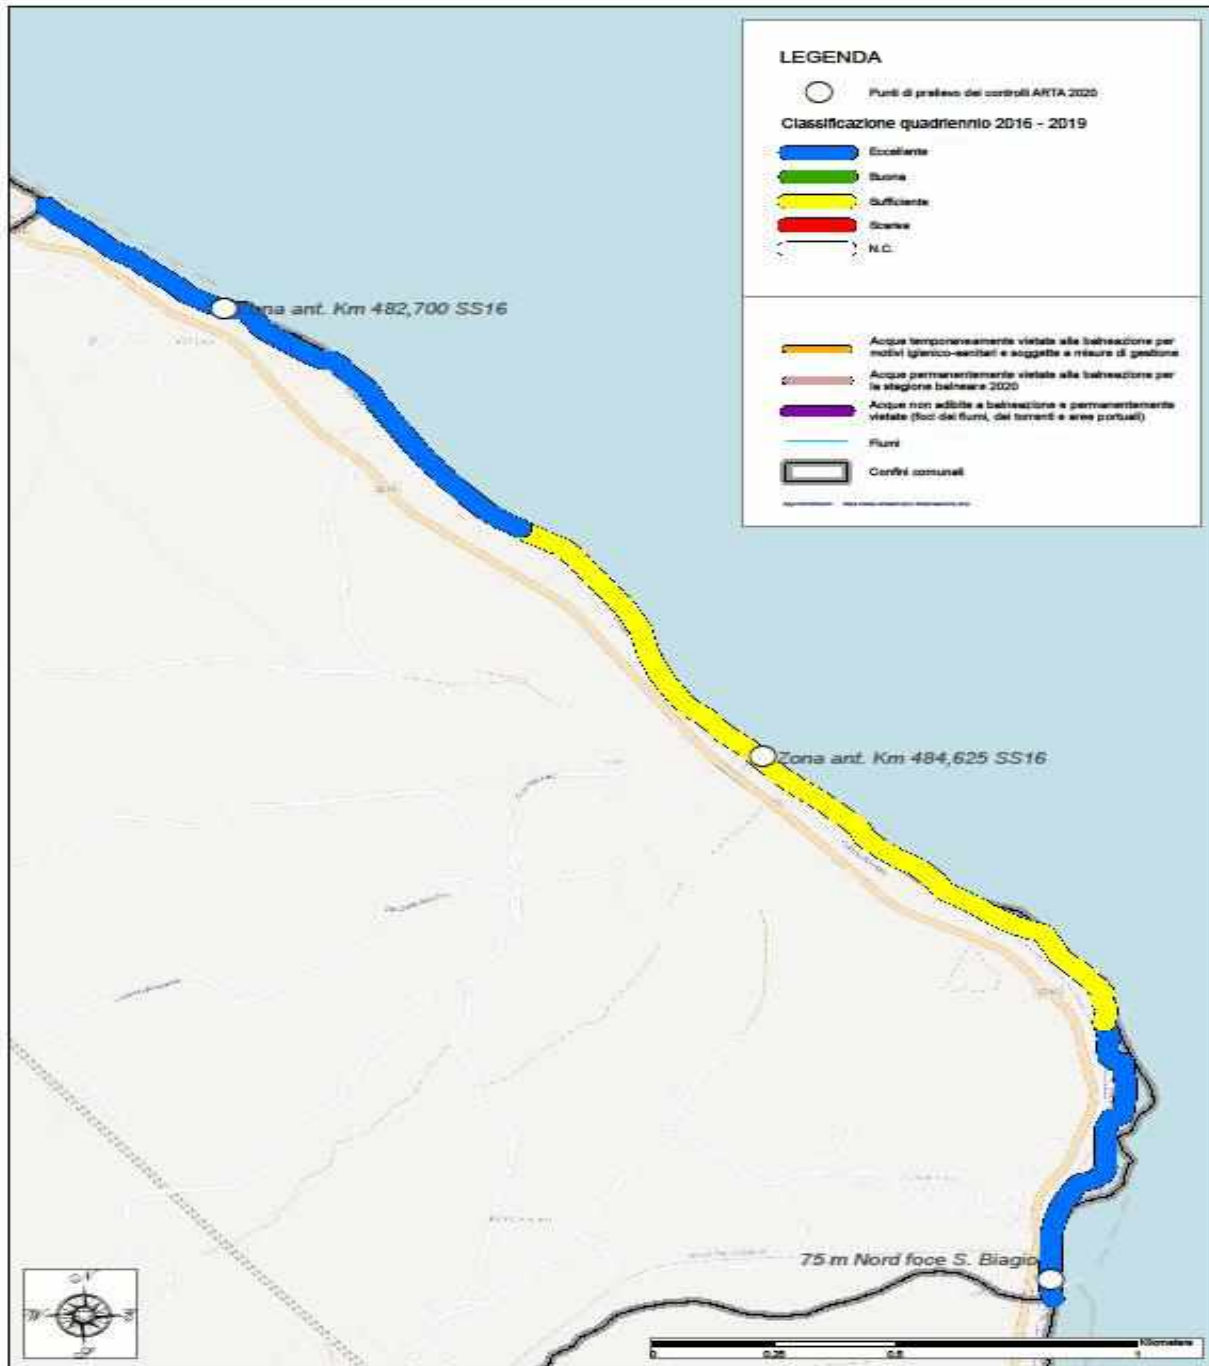 LEGENDA
Punti di prelievo dei controlli ARTA 2020
Classificazione quadriennio 2016 - 2019
Eccellente
Buona
Sufficiente
Scarsa
N.C.
Acque temporaneamente vietate alla balneazione per
motivi igienico-sanitari e soggette a misure di gestione
Acque permanentemente vietate alla balneazione per
la stagione balneare 2020
Acque non adibite a balneazione e permanentemente
vietate (foci dei fiumi, dei torrenti e aree portuali)
Fiumi
Confini comunali
Zona ant. Km 482,700 SS16
Zona ant. Km 484,625 SS16
75 m Nord foce S. Biagio
Kilometers
0 0,25 0,5 1